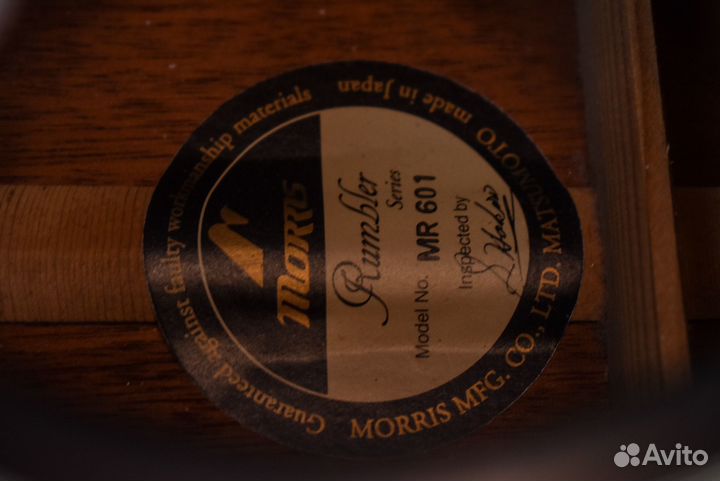 MORRIS
Rumbler
Series
Model No. MR 601
Inspected by
Guaranteed against faulty workmanship materials
made in Japan
MORRIS MFG. CO., LTD. MATSUMOTO
Avito